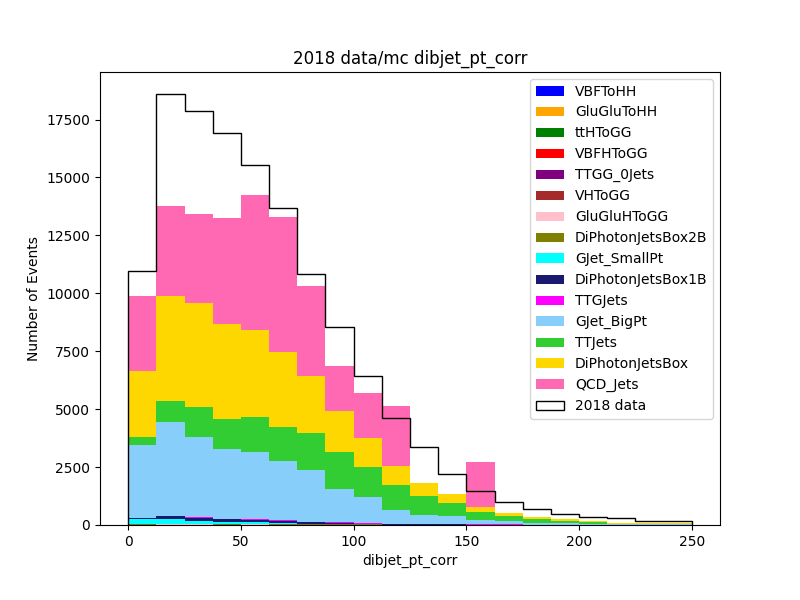 2018 data/mc dibjet_pt_corr
Number of Events
17500
15000
12500
10000
7500
5000
2500
0
0
50
100
150
200
250
dibjet_pt_corr
VBFToHH
GluGluToHH
ttHToGG
VBFHToGG
TTGG_0Jets
VHToGG
GluGluHToGG
DiPhotonJetsBox2B
GJet_SmallPt
DiPhotonJetsBox1B
TTGJets
GJet_BigPt
TTJets
DiPhotonJetsBox
QCD_Jets
2018 data